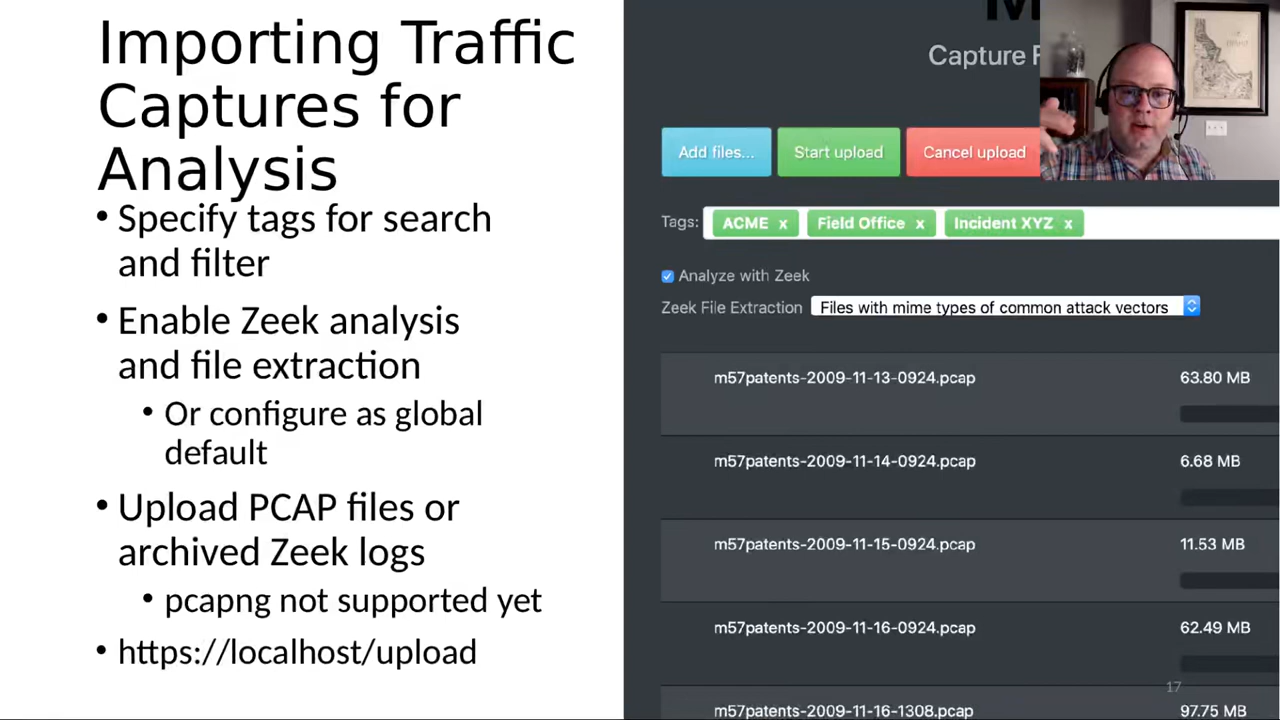 Importing Traffic
Captures for
Analysis
• Specify tags for search
and filter
• Enable Zeek analysis
and file extraction
• Or configure as global
default
• Upload PCAP files or
archived Zeek logs
• pcapng not supported yet
• https://localhost/upload
Capture
Add files...
Start upload
Cancel upload
Tags:
ACME x
Field Office x
Incident XYZ x
Analyze with Zeek
Zeek File Extraction
Files with mime types of common attack vectors
m57patents-2009-11-13-0924.pcap
63.80 MB
m57patents-2009-11-14-0924.pcap
6.68 MB
m57patents-2009-11-15-0924.pcap
11.53 MB
m57patents-2009-11-16-0924.pcap
62.49 MB
m57patents-2009-11-16-1308.pcap
97.75 MB
17